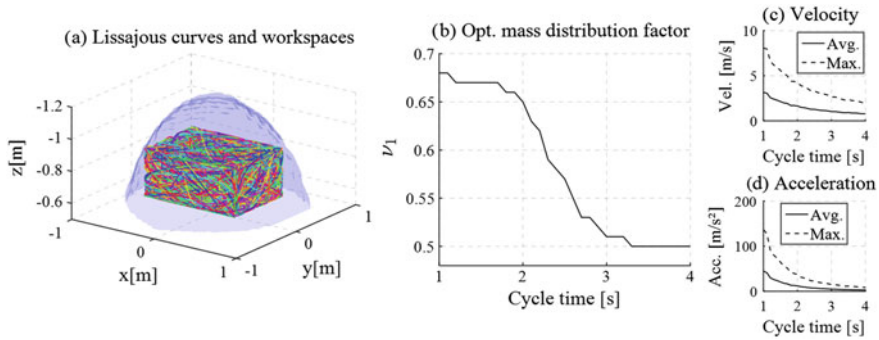 (a) Lissajous curves and workspaces
z[m]
-1.2
-1
-0.8
-0.6
-1
0
1
x[m]
-1
0
1
y[m]
(b) Opt. mass distribution factor
ν₁
0.7
0.65
0.6
0.55
0.5
1 2 3 4
Cycle time [s]
(c) Velocity
Vel. [m/s]
10
5
0
Avg.
Max.
1 2 3 4
Cycle time [s]
(d) Acceleration
Acc. [m/s²]
200
100
0
Avg.
Max.
1 2 3 4
Cycle time [s]